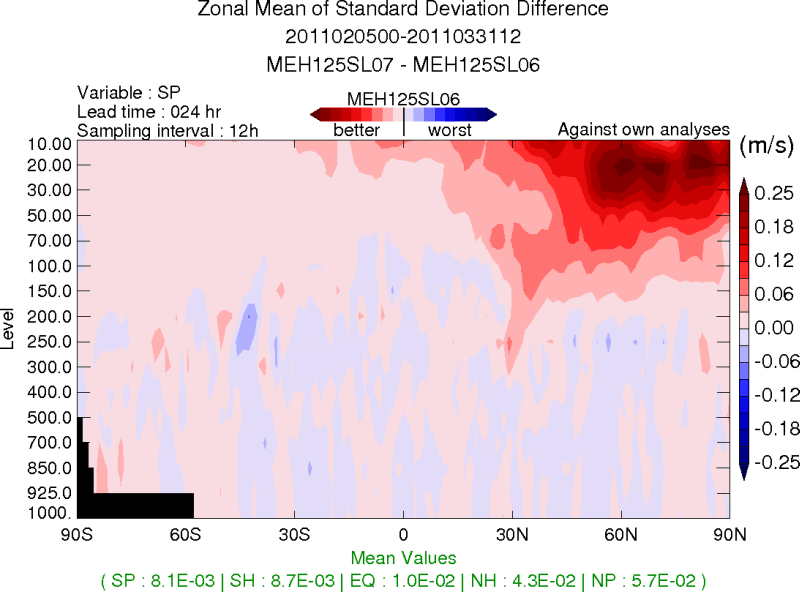 Zonal Mean of Standard Deviation Difference
2011020500-2011033112
MEH125SL07 - MEH125SL06
Variable : SP
Lead time : 024 hr
Sampling interval : 12h
MEH125SL06
better worst
Against own analyses
(m/s)
10.00
20.00
30.00
50.00
70.00
100.0
150.0
200.0
250.0
300.0
400.0
500.0
700.0
850.0
925.0
1000.
Level
0.25
0.18
0.12
0.06
0.00
-0.06
-0.12
-0.18
-0.25
90S 60S 30S 0 30N 60N 90N
Mean Values
( SP : 8.1E-03 | SH : 8.7E-03 | EQ : 1.0E-02 | NH : 4.3E-02 | NP : 5.7E-02 )